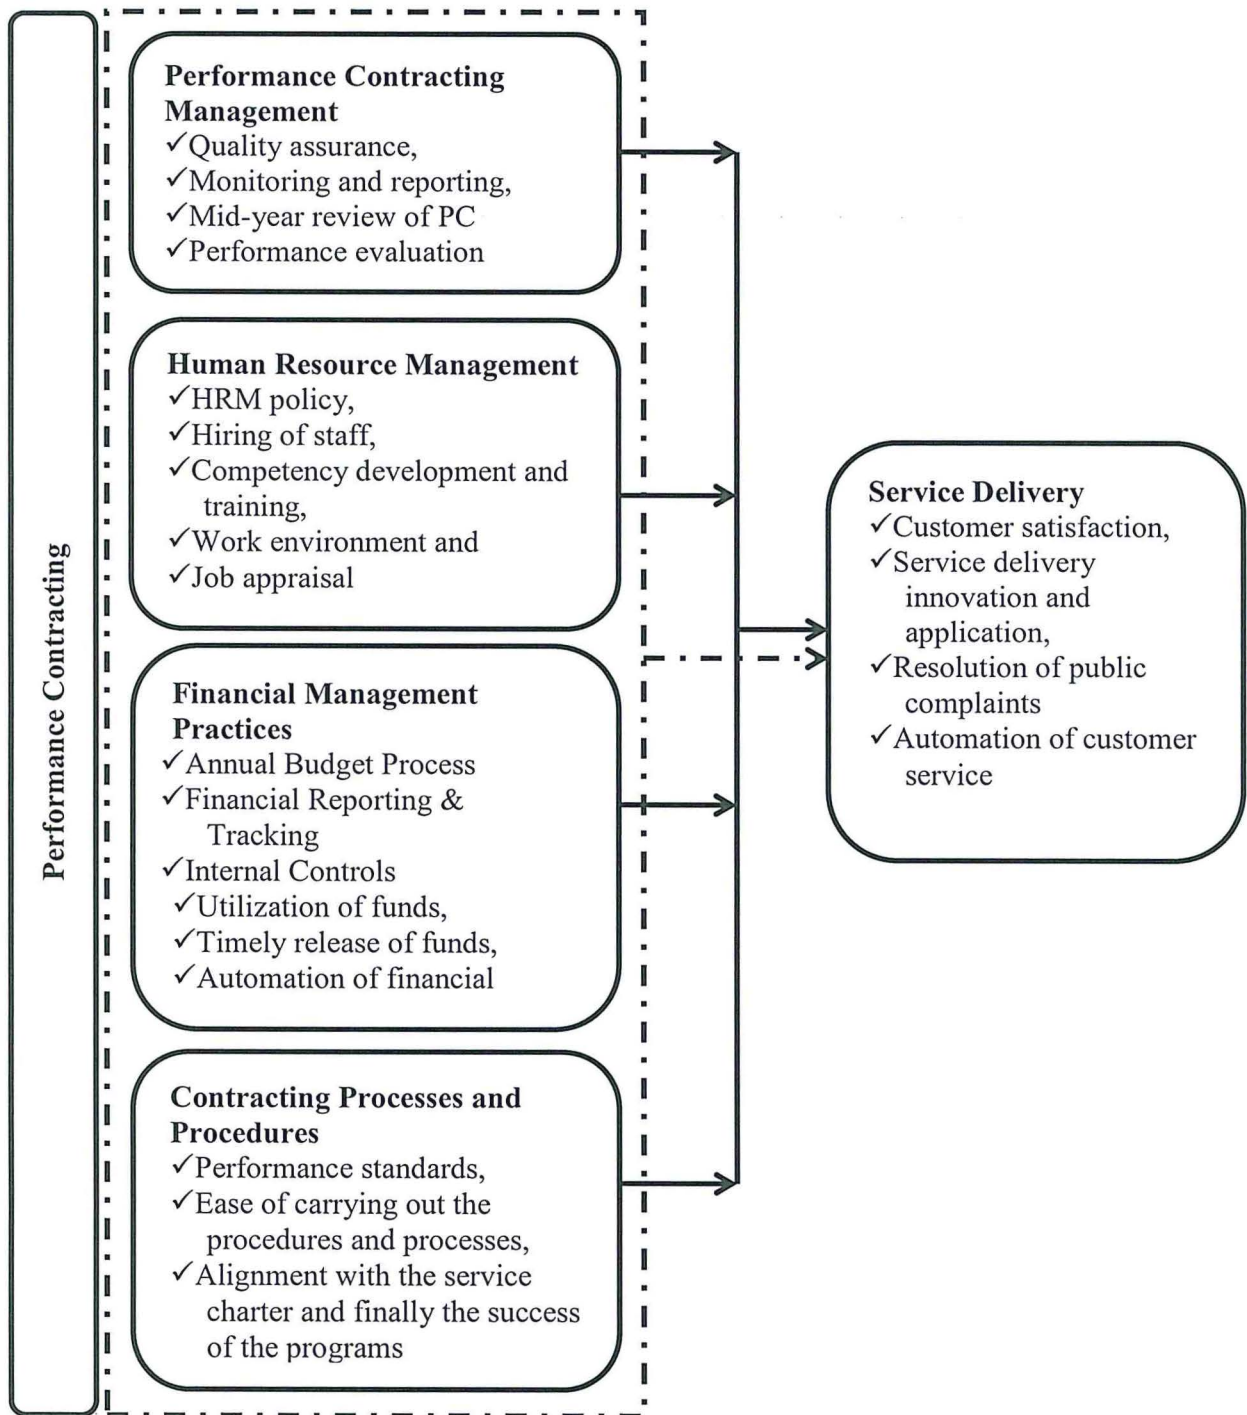 Performance Contracting
Performance Contracting
Management
✓Quality assurance,
✓Monitoring and reporting,
✓Mid-year review of PC
✓Performance evaluation
Human Resource Management
✓HRM policy,
✓Hiring of staff,
✓Competency development and
training,
✓Work environment and
✓Job appraisal
Financial Management
Practices
✓Annual Budget Process
✓Financial Reporting &
Tracking
✓Internal Controls
✓Utilization of funds,
✓Timely release of funds,
✓Automation of financial
Contracting Processes and
Procedures
✓Performance standards,
✓Ease of carrying out the
procedures and processes,
✓Alignment with the service
charter and finally the success
of the programs
Service Delivery
✓Customer satisfaction,
✓Service delivery
innovation and
application,
✓Resolution of public
complaints
✓Automation of customer
service